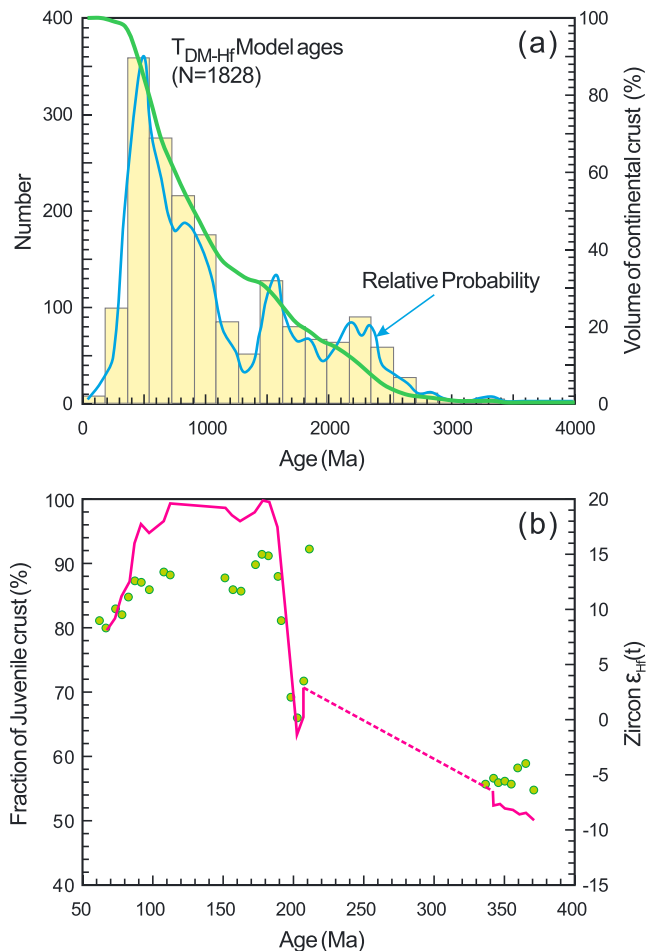 (a)
T_DM-Hf Model ages
(N=1828)
Relative Probability
400
300
200
100
0
Number
100
80
60
40
20
0
Volume of continental crust (%)
0 1000 2000 3000 4000
Age (Ma)
(b)
100
90
80
70
60
50
40
Fraction of Juvenile crust (%)
20
15
10
5
0
-5
-10
-15
Zircon ε_Hf(t)
50 100 150 200 250 300 350 400
Age (Ma)